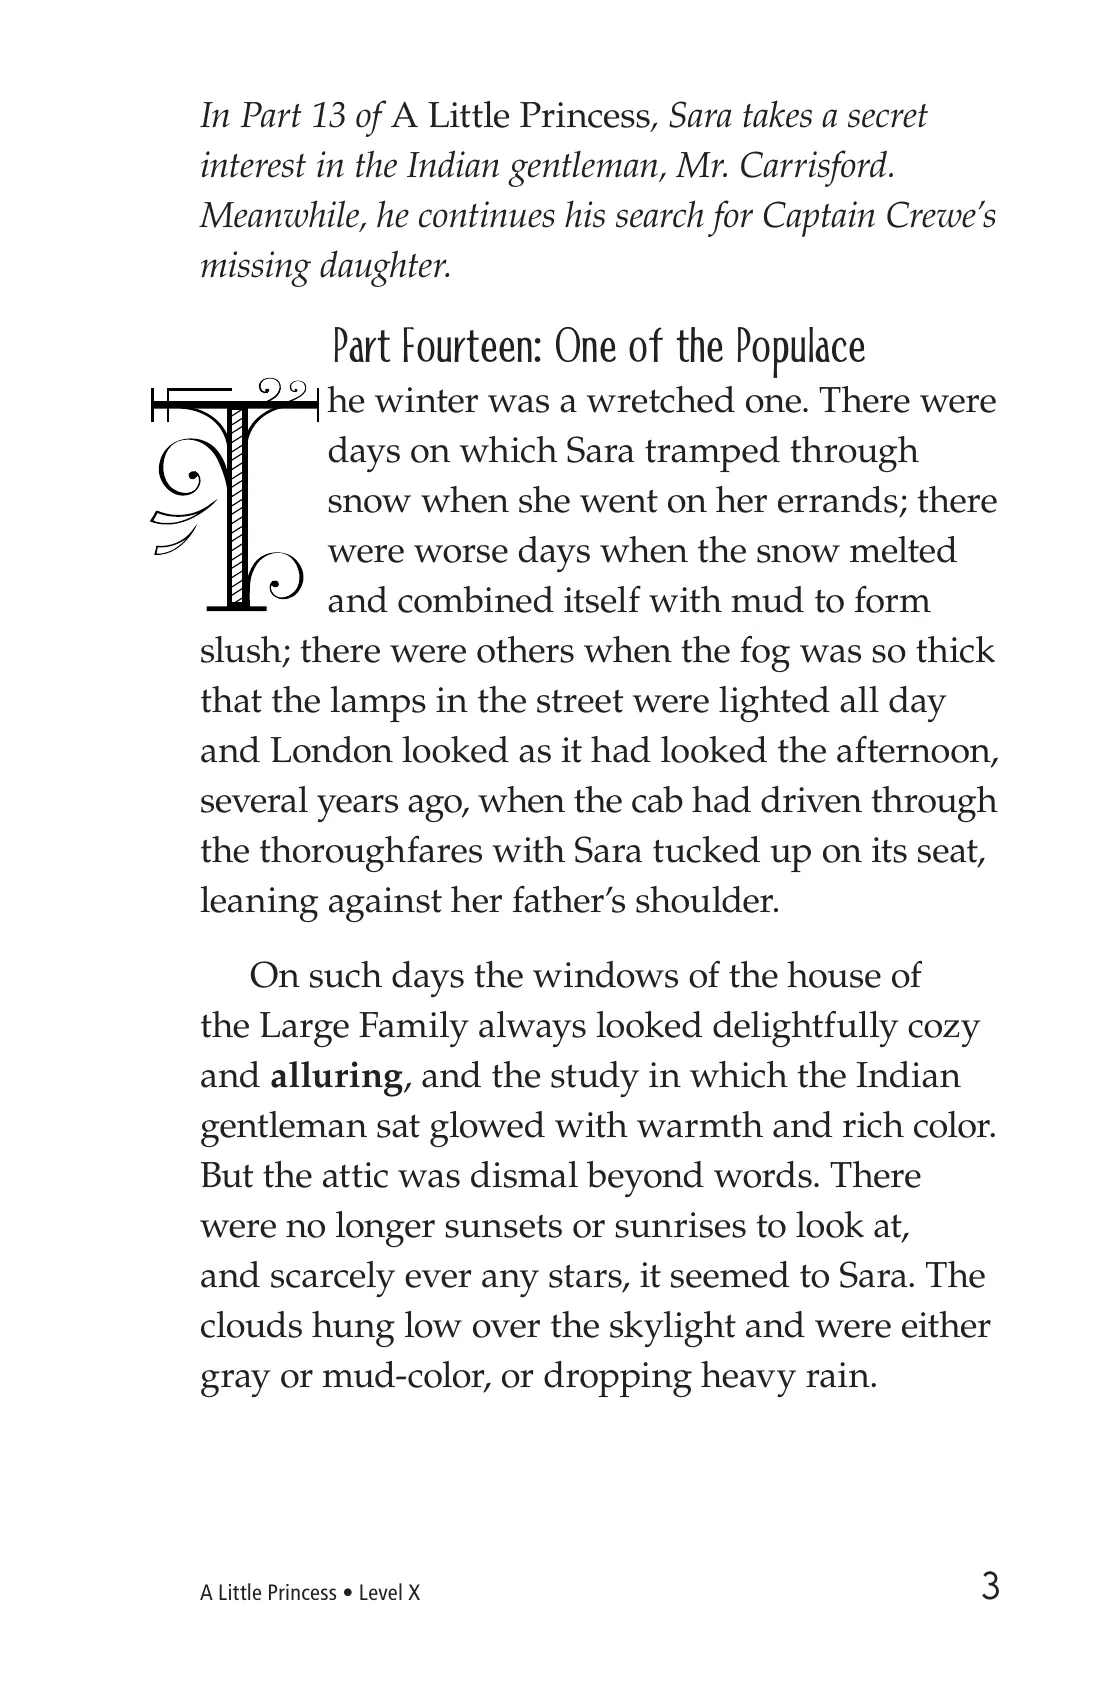 In Part 13 of A Little Princess, Sara takes a secret
interest in the Indian gentleman, Mr. Carrisford.
Meanwhile, he continues his search for Captain Crewe’s
missing daughter.
Part Fourteen: One of the Populace
The winter was a wretched one. There were
days on which Sara tramped through
snow when she went on her errands; there
were worse days when the snow melted
and combined itself with mud to form
slush; there were others when the fog was so thick
that the lamps in the street were lighted all day
and London looked as it had looked the afternoon,
several years ago, when the cab had driven through
the thoroughfares with Sara tucked up on its seat,
leaning against her father’s shoulder.
On such days the windows of the house of
the Large Family always looked delightfully cozy
and alluring, and the study in which the Indian
gentleman sat glowed with warmth and rich color.
But the attic was dismal beyond words. There
were no longer sunsets or sunrises to look at,
and scarcely ever any stars, it seemed to Sara. The
clouds hung low over the skylight and were either
gray or mud-color, or dropping heavy rain.
A Little Princess • Level X
3